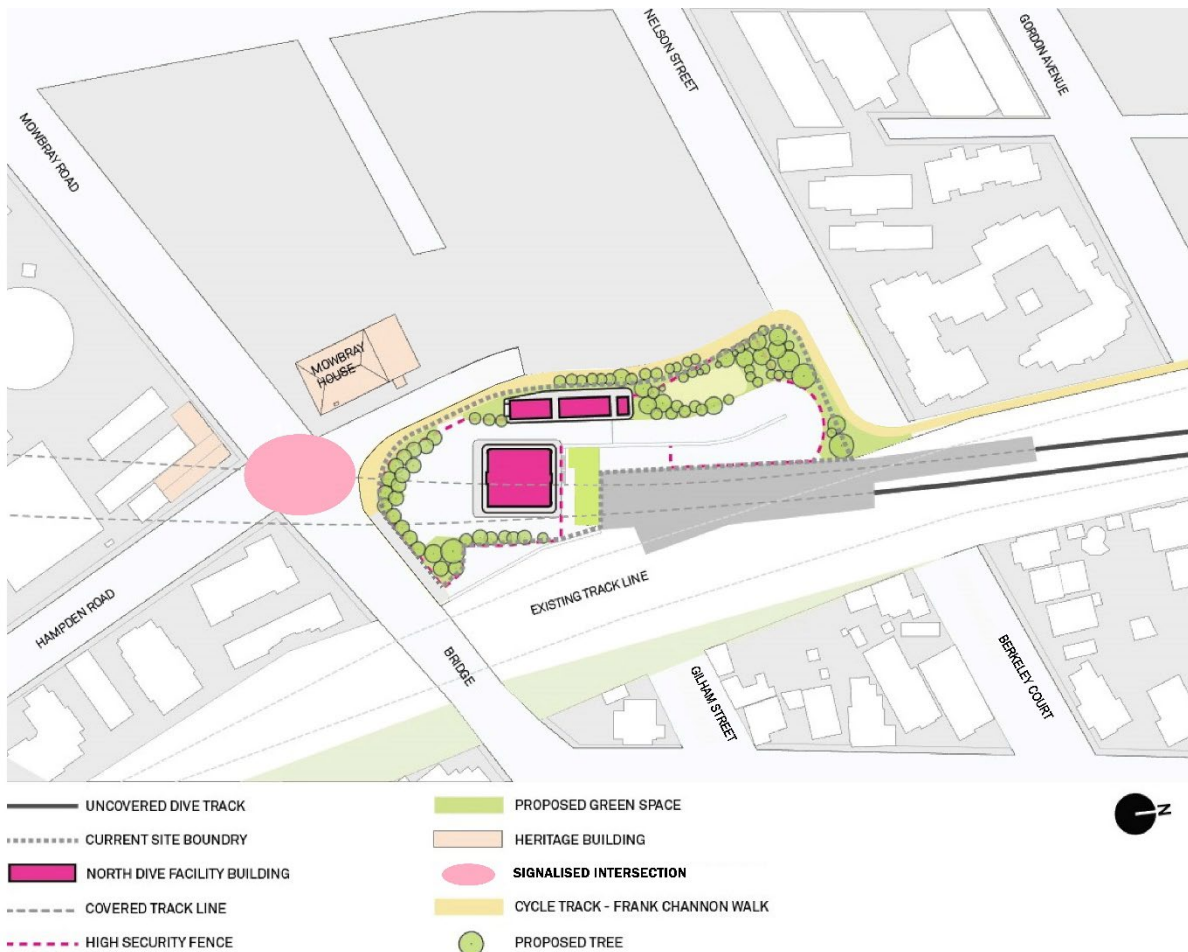 NELSON STREET
GORDON AVENUE
MOWBRAY ROAD
MOWBRAY
HOUSE
HAMPDEN ROAD
EXISTING TRACK LINE
BRIDGE
GILHAM STREET
BERKELEY COURT
UNCOVERED DIVE TRACK
CURRENT SITE BOUNDRY
NORTH DIVE FACILITY BUILDING
COVERED TRACK LINE
HIGH SECURITY FENCE
PROPOSED GREEN SPACE
HERITAGE BUILDING
SIGNALISED INTERSECTION
CYCLE TRACK - FRANK CHANNON WALK
PROPOSED TREE
N